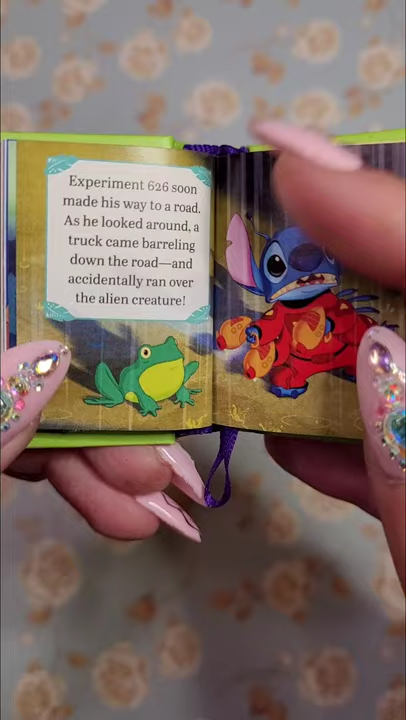 Experiment 626 soon
made his way to a road.
As he looked around, a
truck came barreling
down the road—and
accidentally ran over
the alien creature!